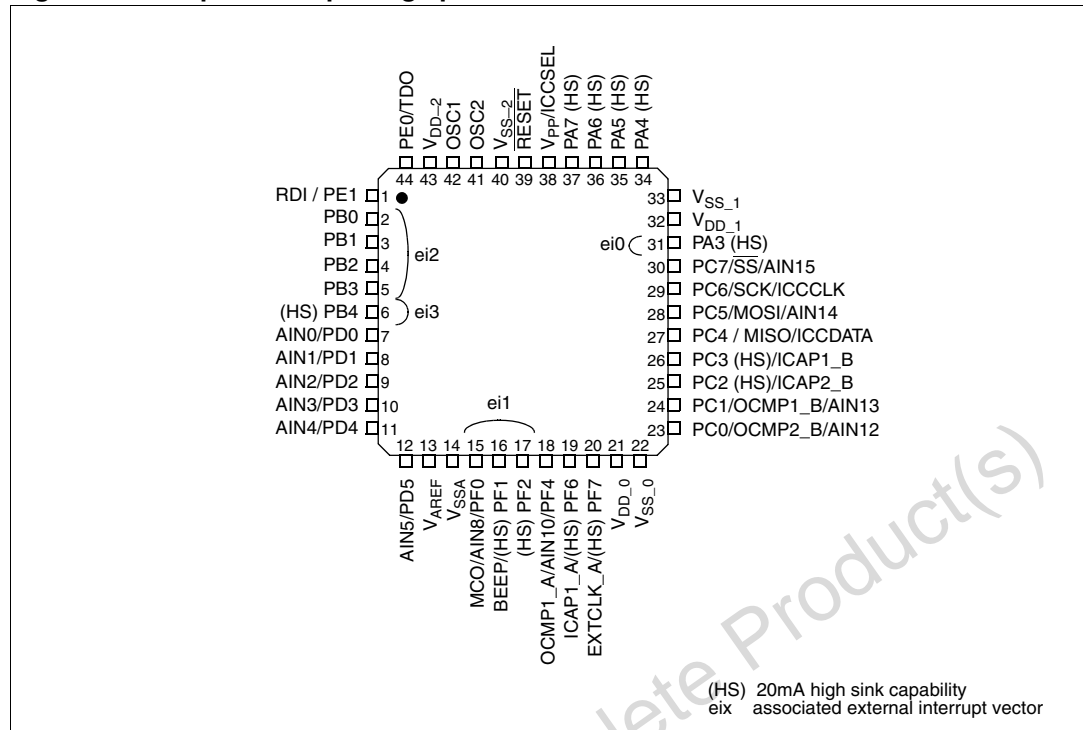 PE0/TDO
VDD_2
OSC1
OSC2
VSS_2
RESET
VPP/ICCSEL
PA7 (HS)
PA6 (HS)
PA5 (HS)
PA4 (HS)
44 43 42 41 40 39 38 37 36 35 34
RDI / PE1 1
PB0 2
PB1 3
PB2 4
PB3 5
ei2
(HS) PB4 6
ei3
AIN0/PD0 7
AIN1/PD1 8
AIN2/PD2 9
AIN3/PD3 10
AIN4/PD4 11
33 VSS_1
32 VDD_1
ei0 31 PA3 (HS)
30 PC7/SS/AIN15
29 PC6/SCK/ICCCLK
28 PC5/MOSI/AIN14
27 PC4 / MISO/ICCDATA
26 PC3 (HS)/ICAP1_B
25 PC2 (HS)/ICAP2_B
24 PC1/OCMP1_B/AIN13
23 PC0/OCMP2_B/AIN12
ei1
12 13 14 15 16 17 18 19 20 21 22
AIN5/PD5
VAREF
VSSA
MCO/AIN8/PF0
BEEP/(HS) PF1
(HS) PF2
OCMP1_A/AIN10/PF4
ICAP1_A/(HS) PF6
EXTCLK_A/(HS) PF7
VDD_0
VSS_0
lete Product(s)
(HS) 20mA high sink capability
eix associated external interrupt vector